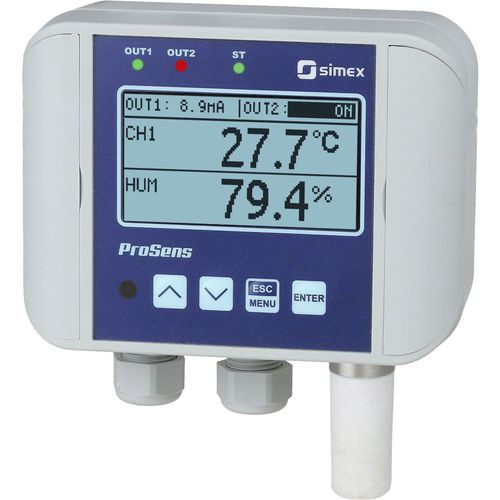 OUT1 OUT2 ST
simex
OUT1: 8.9mA |OUT2: ON
CH1 27.7°C
HUM 79.4%
ProSens
ESC
MENU
ENTER